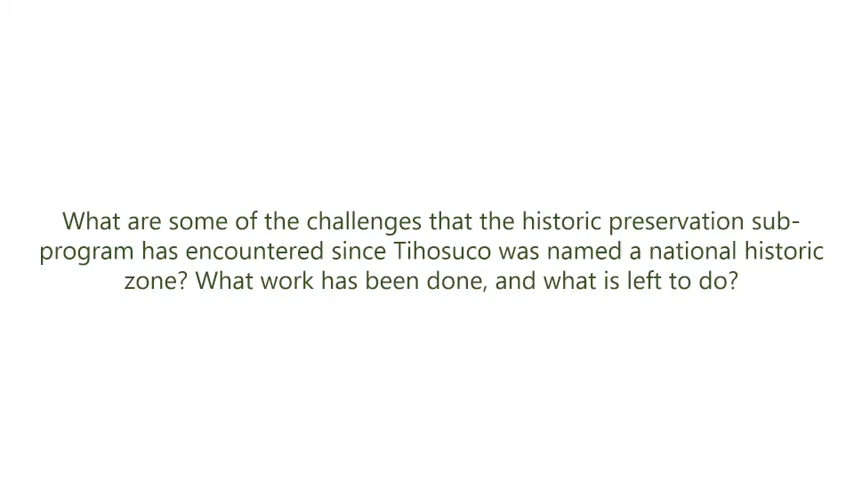 What are some of the challenges that the historic preservation sub-
program has encountered since Tihosuco was named a national historic
zone? What work has been done, and what is left to do?